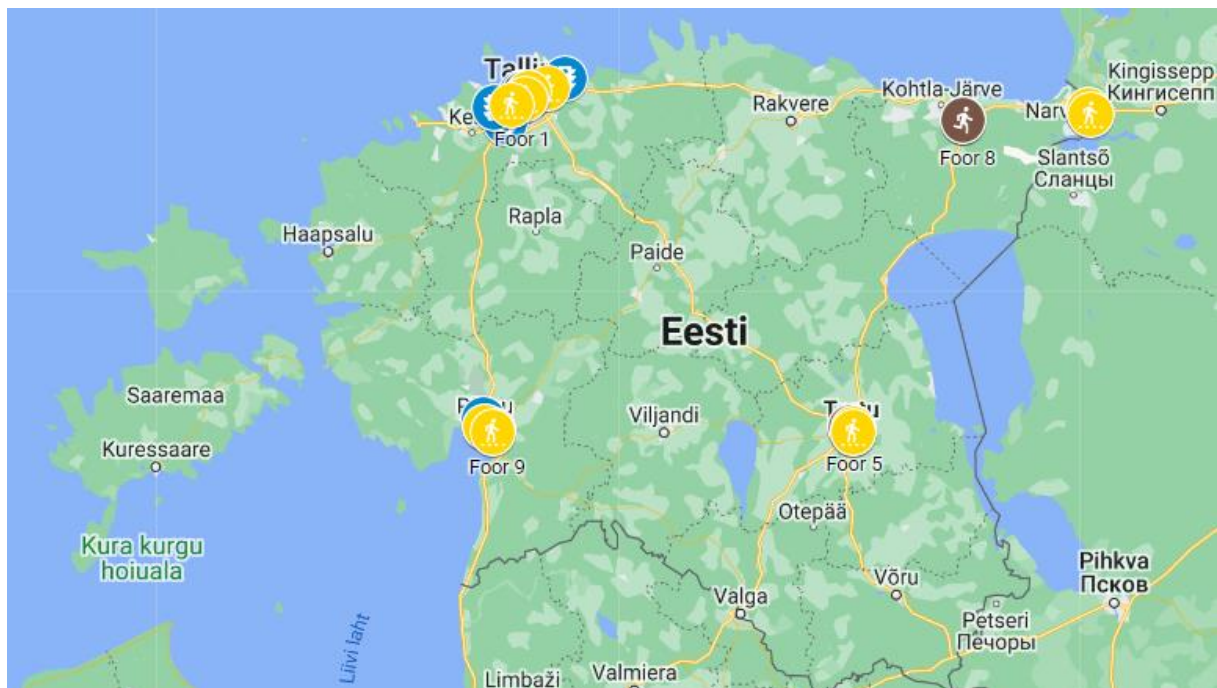 Talli
Kingissepp
Кингисепп
Kohtla-Järve
Rakvere
Narv
Ke
Foor 1
Foor 8
Slantsõ
Сланцы
Rapla
Haapsalu
Paide
Eesti
Saaremaa
Viljandi
Kuressaare
Foor 9
Foor 5
Otepää
Kura kurgu
hoiuala
Pihkva
Псков
Võru
Valga
Petseri
Печоры
Liivi laht
Valmiera
Limbaži